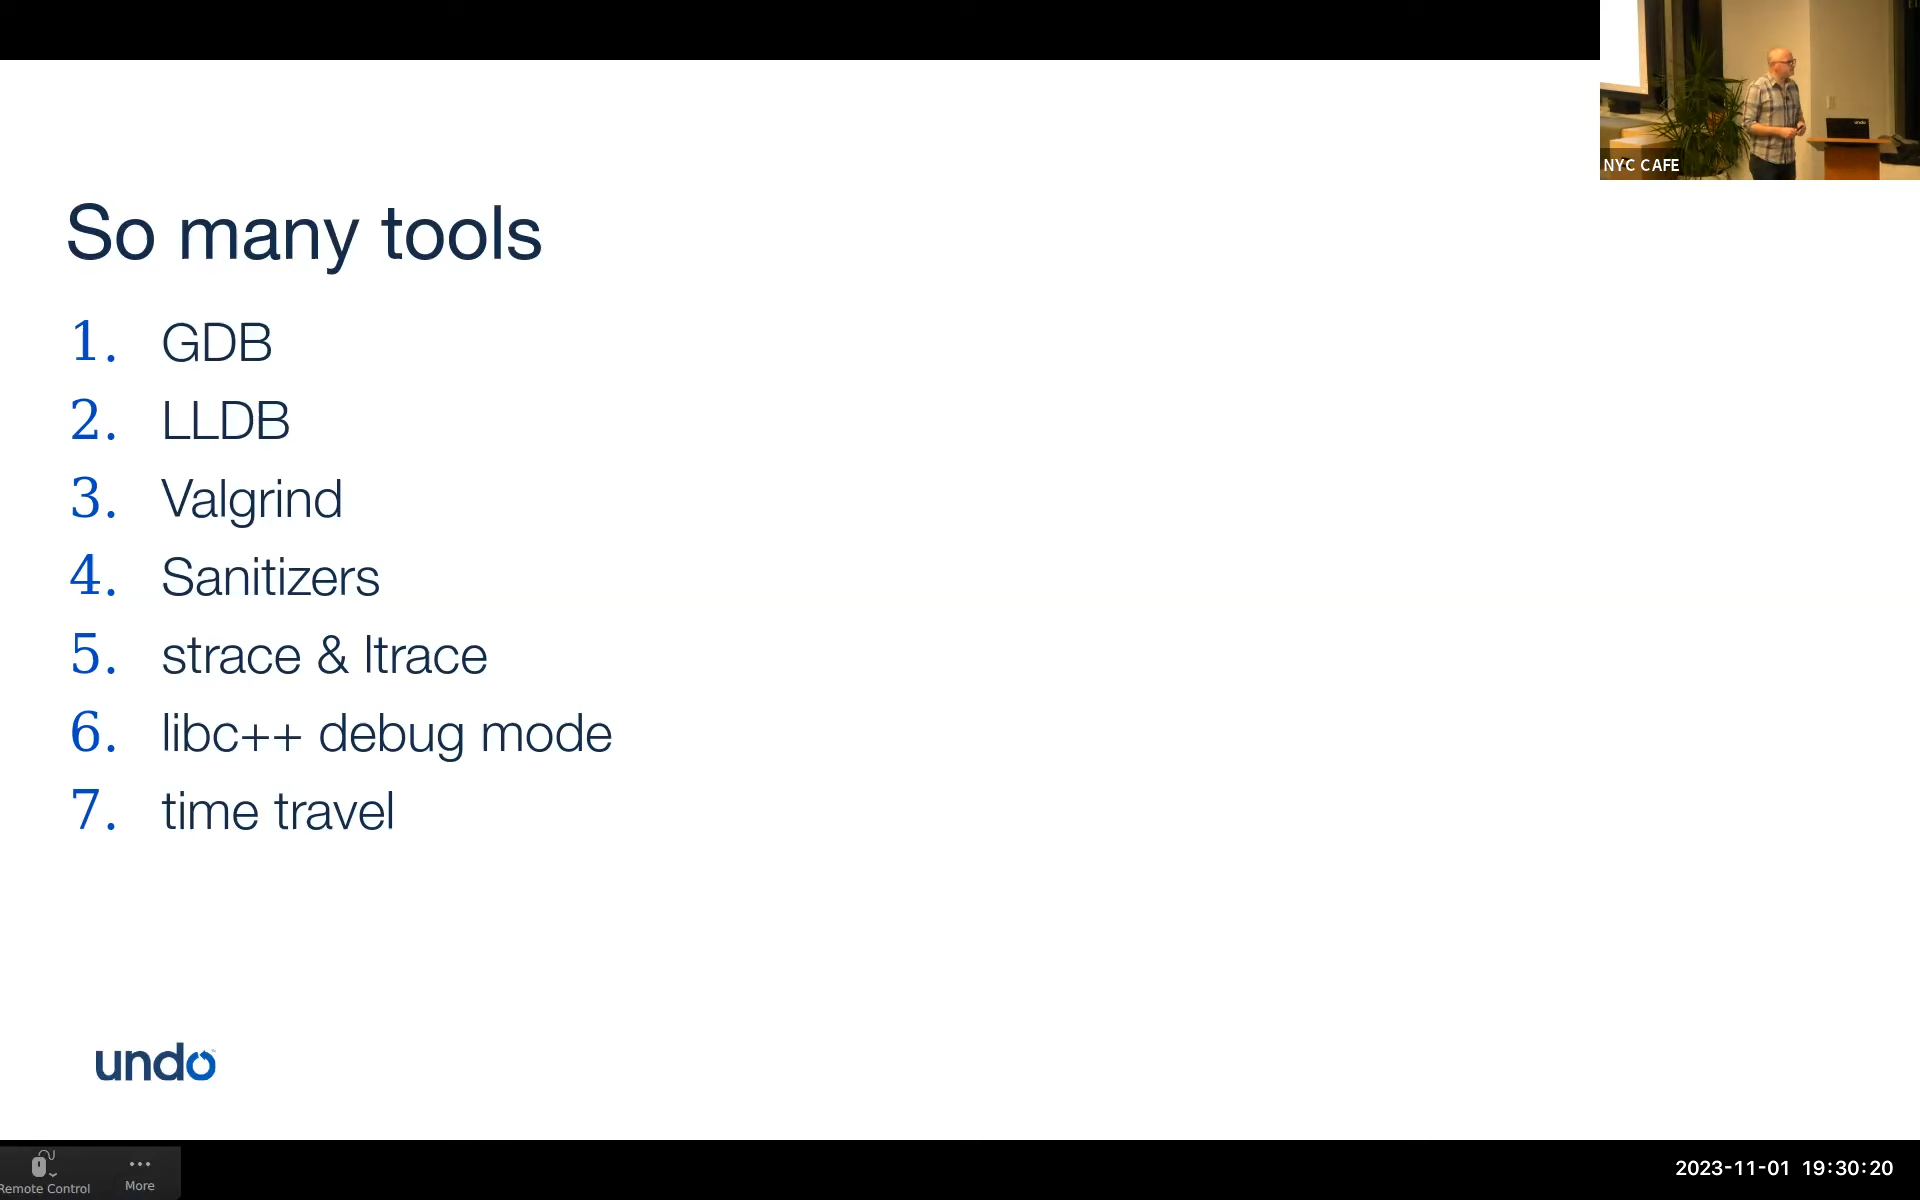 NYC CAFE
So many tools
1. GDB
2. LLDB
3. Valgrind
4. Sanitizers
5. strace & ltrace
6. libc++ debug mode
7. time travel
undo
Remote Control
More
2023-11-01 19:30:20